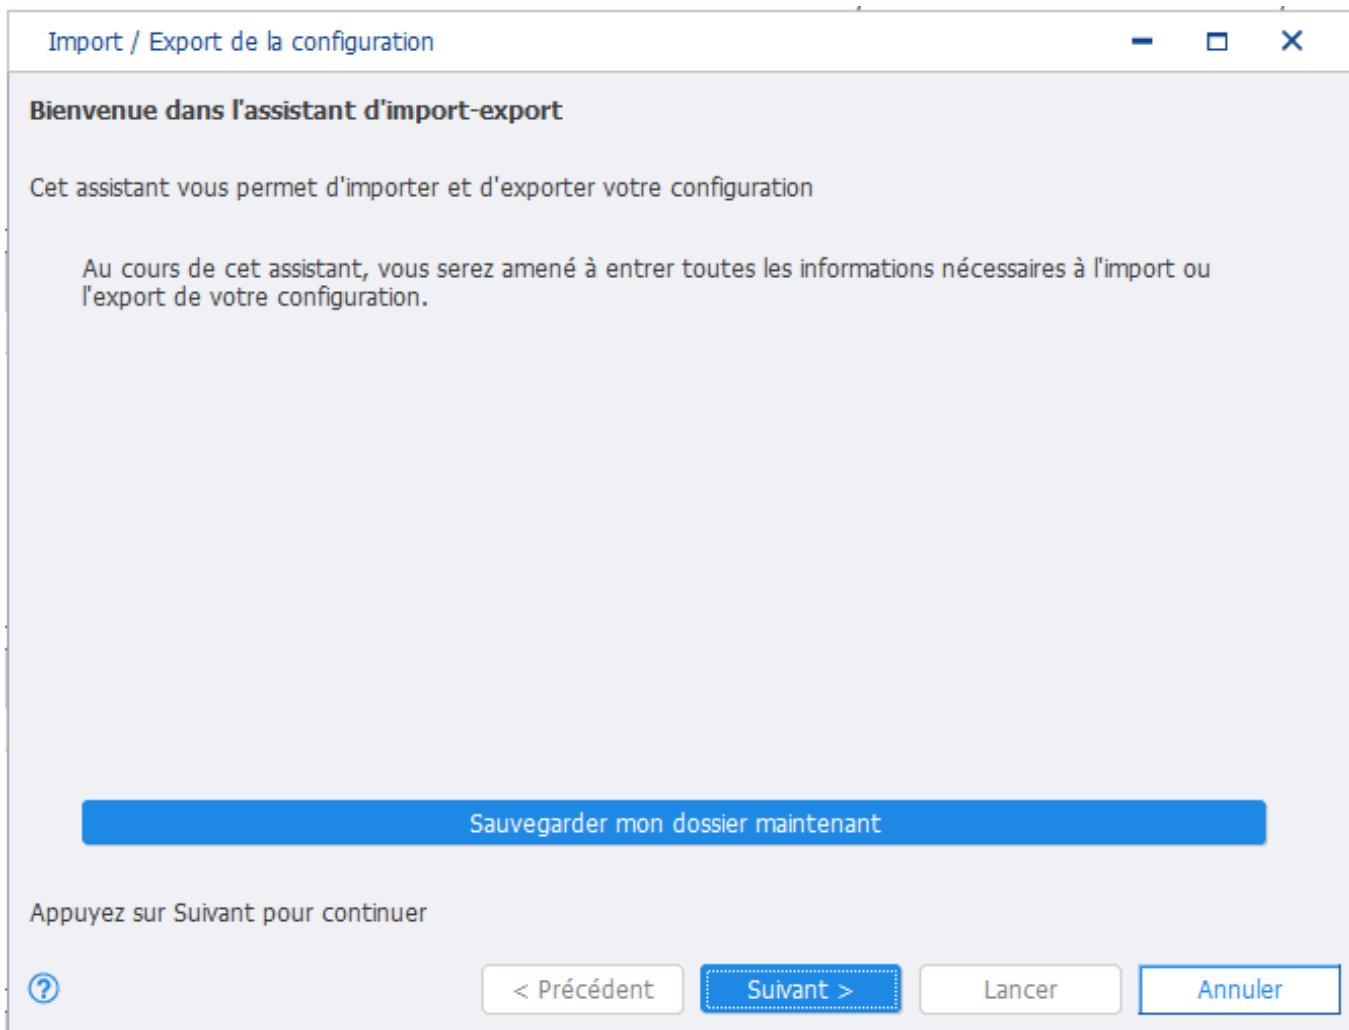 Import / Export de la configuration
Bienvenue dans l'assistant d'import-export
Cet assistant vous permet d'importer et d'exporter votre configuration
Au cours de cet assistant, vous serez amené à entrer toutes les informations nécessaires à l'import ou
l'export de votre configuration.
Sauvegarder mon dossier maintenant
Appuyez sur Suivant pour continuer
? < Précédent Suivant > Lancer Annuler